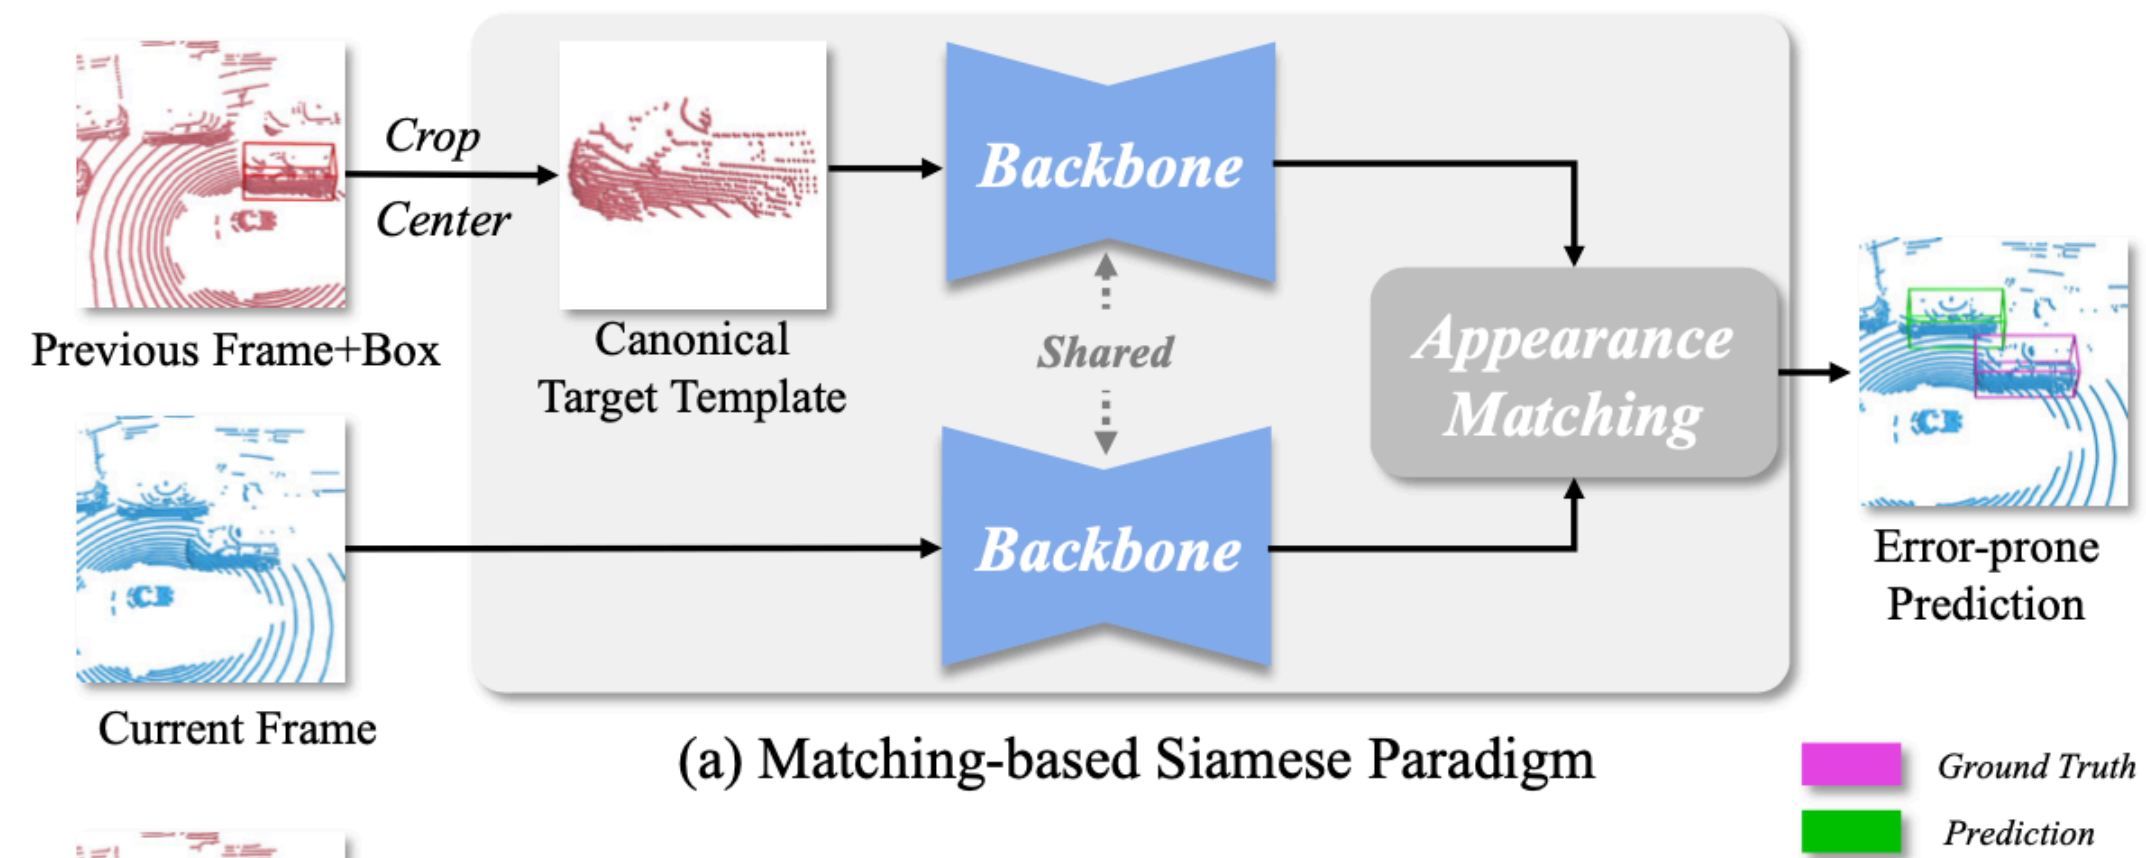 Crop
Center
Previous Frame+Box
Canonical
Target Template
Backbone
Shared
Backbone
Appearance
Matching
Current Frame
Error-prone
Prediction
(a) Matching-based Siamese Paradigm
Ground Truth
Prediction